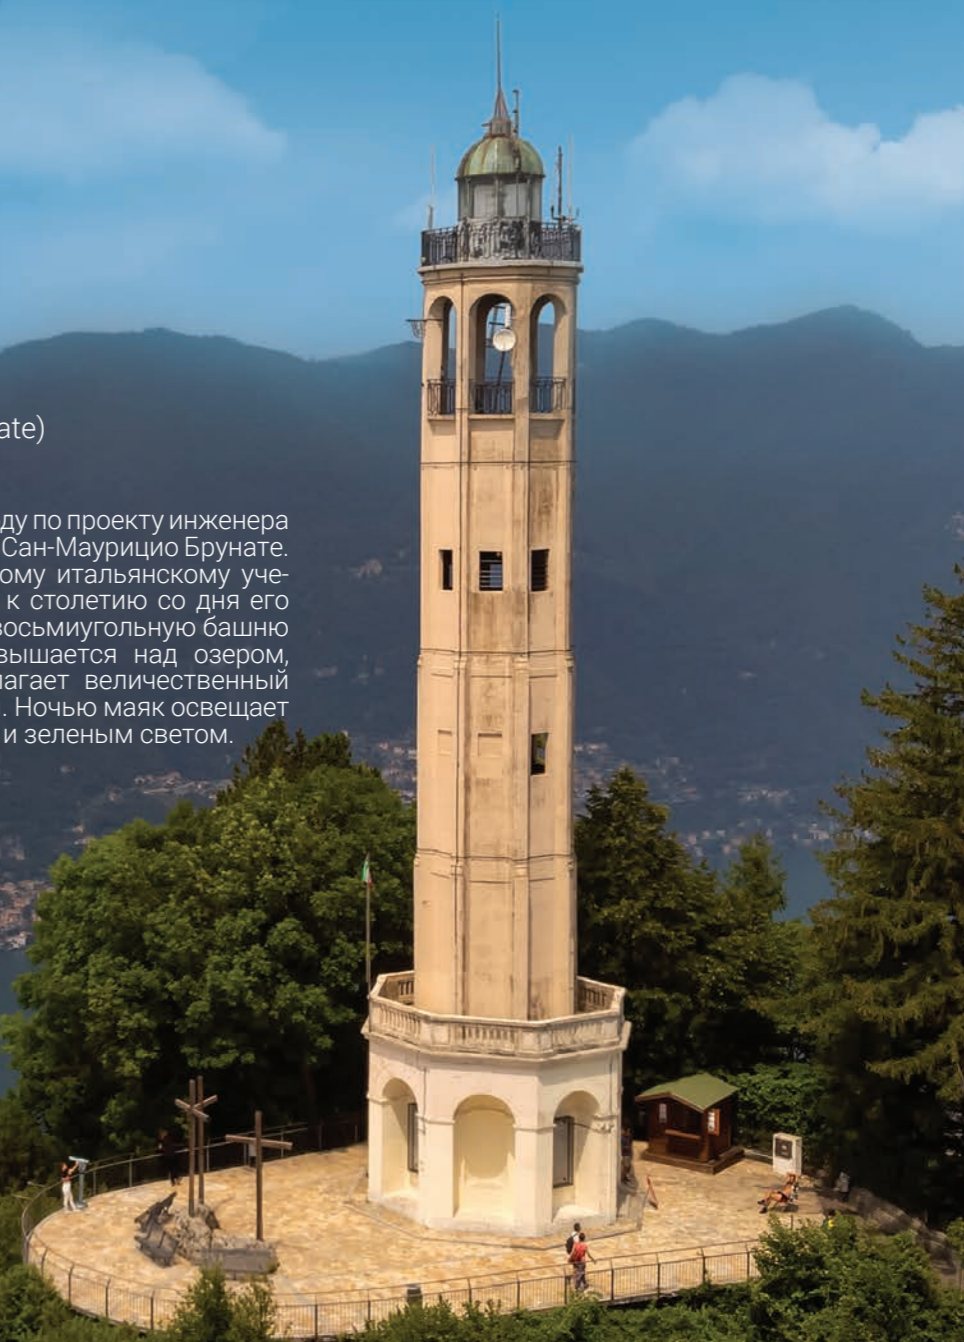 ate)
ду по проекту инженера
Сан-Маурицио Брунате.
ому итальянскому уче-
к столетию со дня его
восьмиугольную башню
вышается над озером,
лагает величественный
. Ночью маяк освещает
и зеленым светом.